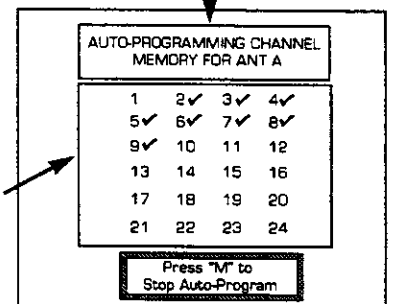 AUTO-PROGRAMMING CHANNEL
MEMORY FOR ANT A
1 2✔ 3✔ 4✔
5✔ 6✔ 7✔ 8✔
9✔ 10 11 12
13 14 15 16
17 18 19 20
21 22 23 24
Press "M" to
Stop Auto-Program